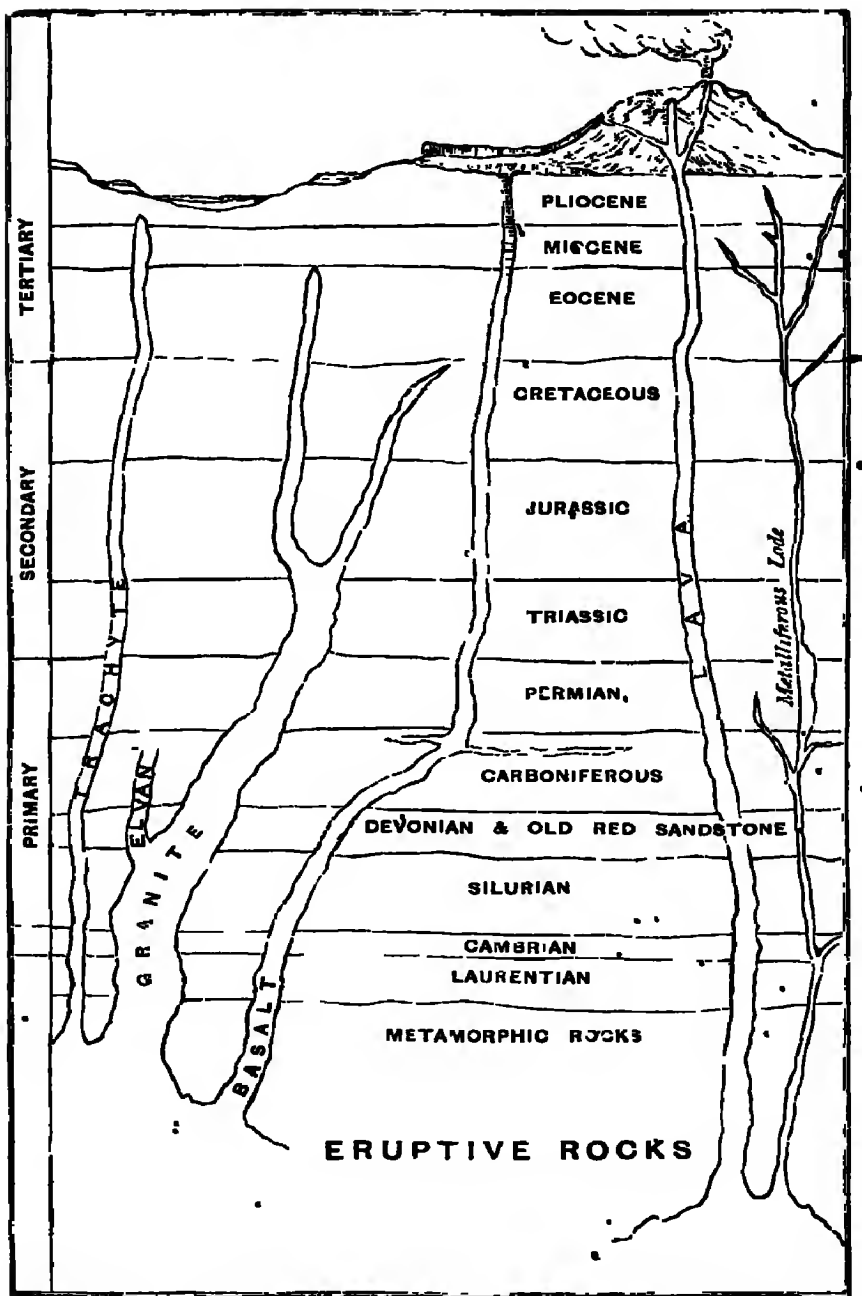 PLIOCENE
MIOCENE
EOCENE
CRETACEOUS
JURASSIC
TRIASSIC
PERMIAN.
CARBONIFEROUS
DEVONIAN & OLD RED SANDSTONE
SILURIAN
CAMBRIAN
LAURENTIAN
METAMORPHIC ROCKS
ERUPTIVE ROCKS
TERTIARY
SECONDARY
PRIMARY
TRACHYTE
ELVAN
GRANITE
BASALT
LAVA
Metalliferous Lode